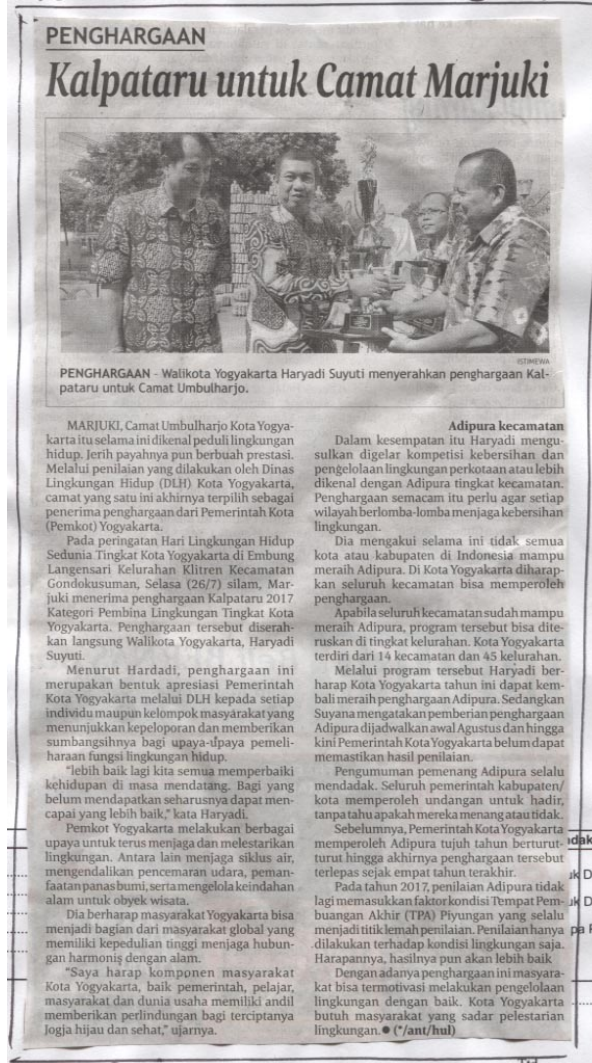 PENGHARGAAN
Kalpataru untuk Camat Marjuki
ISTIMEWA
PENGHARGAAN - Walikota Yogyakarta Haryadi Suyuti menyerahkan penghargaan Kal-
pataru untuk Camat Umbulharjo.
MARJUKI, Camat Umbulharjo Kota Yogya-
karta itu selama ini dikenal peduli lingkungan
hidup. Jerih payahnya pun berbuah prestasi.
Melalui penilaian yang dilakukan oleh Dinas
Lingkungan Hidup (DLH) Kota Yogyakarta,
camat yang satu ini akhirnya terpilih sebagai
penerima penghargaan dari Pemerintah Kota
(Pemkot) Yogyakarta.
Pada peringatan Hari Lingkungan Hidup
Sedunia Tingkat Kota Yogyakarta di Embung
Langensari Kelurahan Klitren Kecamatan
Gondokusuman, Selasa (26/7) silam, Mar-
juki menerima penghargaan Kalpataru 2017
Kategori Pembina Lingkungan Tingkat Kota
Yogyakarta. Penghargaan tersebut diserah-
kan langsung Walikota Yogyakarta, Haryadi
Suyuti.
Menurut Hardadi, penghargaan ini
merupakan bentuk apresiasi Pemerintah
Kota Yogyakarta melalui DLH kepada setiap
individu maupun kelompok masyarakat yang
menunjukkan kepeloporan dan memberikan
sumbangsihnya bagi upaya-upaya pemeli-
haraan fungsi lingkungan hidup.
"lebih baik lagi kita semua memperbaiki
kehidupan di masa mendatang. Bagi yang
belum mendapatkan seharusnya dapat men-
capai yang lebih baik," kata Haryadi.
Pemkot Yogyakarta melakukan berbagai
upaya untuk terus menjaga dan melestarikan
lingkungan. Antara lain menjaga siklus air,
mengendalikan pencemaran udara, peman-
faatan panas bumi, serta mengelola keindahan
alam untuk obyek wisata.
Dia berharap masyarakat Yogyakarta bisa
menjadi bagian dari masyarakat global yang
memiliki kepedulian tinggi menjaga hubun-
gan harmonis dengan alam.
"Saya harap komponen masyarakat
Kota Yogyakarta, baik pemerintah, pelajar,
masyarakat dan dunia usaha memiliki andil
memberikan perlindungan bagi terciptanya
Jogja hijau dan sehat," ujarnya.
Adipura kecamatan
Dalam kesempatan itu Haryadi mengu-
sulkan digelar kompetisi kebersihan dan
pengelolaan lingkungan perkotaan atau lebih
dikenal dengan Adipura tingkat kecamatan.
Penghargaan semacam itu perlu agar setiap
wilayah berlomba-lomba menjaga kebersihan
lingkungan.
Dia mengakui selama ini tidak semua
kota atau kabupaten di Indonesia mampu
meraih Adipura. Di Kota Yogyakarta diharap-
kan seluruh kecamatan bisa memperoleh
penghargaan.
Apabila seluruh kecamatan sudah mampu
meraih Adipura, program tersebut bisa dite-
ruskan di tingkat kelurahan. Kota Yogyakarta
terdiri dari 14 kecamatan dan 45 kelurahan.
Melalui program tersebut Haryadi ber-
harap Kota Yogyakarta tahun ini dapat kem-
bali meraih penghargaan Adipura. Sedangkan
Suyana mengatakan pemberian penghargaan
Adipura dijadwalkan awal Agustus dan hingga
kini Pemerintah Kota Yogyakarta belum dapat
memastikan hasil penilaian.
Pengumuman pemenang Adipura selalu
mendadak. Seluruh pemerintah kabupaten/
kota memperoleh undangan untuk hadir,
tanpa tahu apakah mereka menang atau tidak.
Sebelumnya, Pemerintah Kota Yogyakarta
memperoleh Adipura tujuh tahun berturut-
turut hingga akhirnya penghargaan tersebut
terlepas sejak empat tahun terakhir.
Pada tahun 2017, penilaian Adipura tidak
lagi memasukkan faktor kondisi Tempat Pem-
buangan Akhir (TPA) Piyungan yang selalu
menjadi titik lemah penilaian. Penilaian hanya
dilakukan terhadap kondisi lingkungan saja.
Harapannya, hasilnya pun akan lebih baik
Dengan adanya penghargaan ini masyara-
kat bisa termotivasi melakukan pengelolaan
lingkungan dengan baik. Kota Yogyakarta
butuh masyarakat yang sadar pelestarian
lingkungan.● (*/ant/hul)